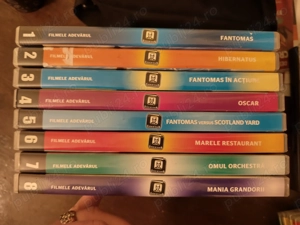 1 FILMELE ADEVĂRUL FANTOMAS
2 FILMELE ADEVĂRUL HIBERNATUS
3 FILMELE ADEVĂRUL FANTOMAS ÎN ACȚIUNE
4 FILMELE ADEVĂRUL OSCAR
5 FILMELE ADEVĂRUL FANTOMAS versus SCOTLAND YARD
6 FILMELE ADEVĂRUL MARELE RESTAURANT
7 FILMELE ADEVĂRUL OMUL ORCHESTRĂ
8 FILMELE ADEVĂRUL MANIA GRANDORII